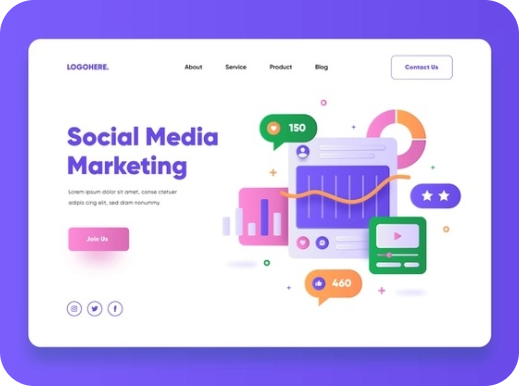 LOGOHERE.
About
Service
Product
Blog
Contact Us
150
Social Media
Marketing
Lorem ipsum dolor sit amet, conse ctetuer
adipis cing elit, sed diam nonummy.
Join Us
460